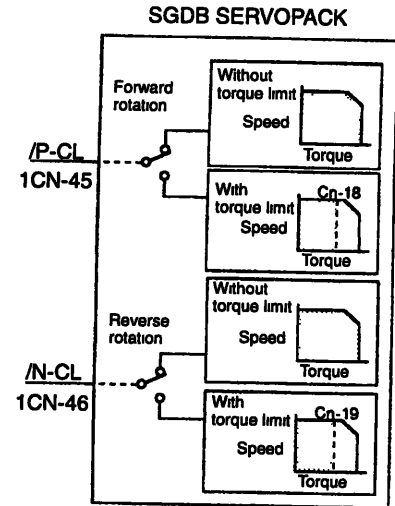 SGDB SERVOPACK
Forward
rotation
/P-CL
1CN-45
Without
torque limit
Speed
Torque
With
torque limit
Cn-18
Speed
Torque
Reverse
rotation
/N-CL
1CN-46
Without
torque limit
Speed
Torque
With
torque limit
Cn-19
Speed
Torque